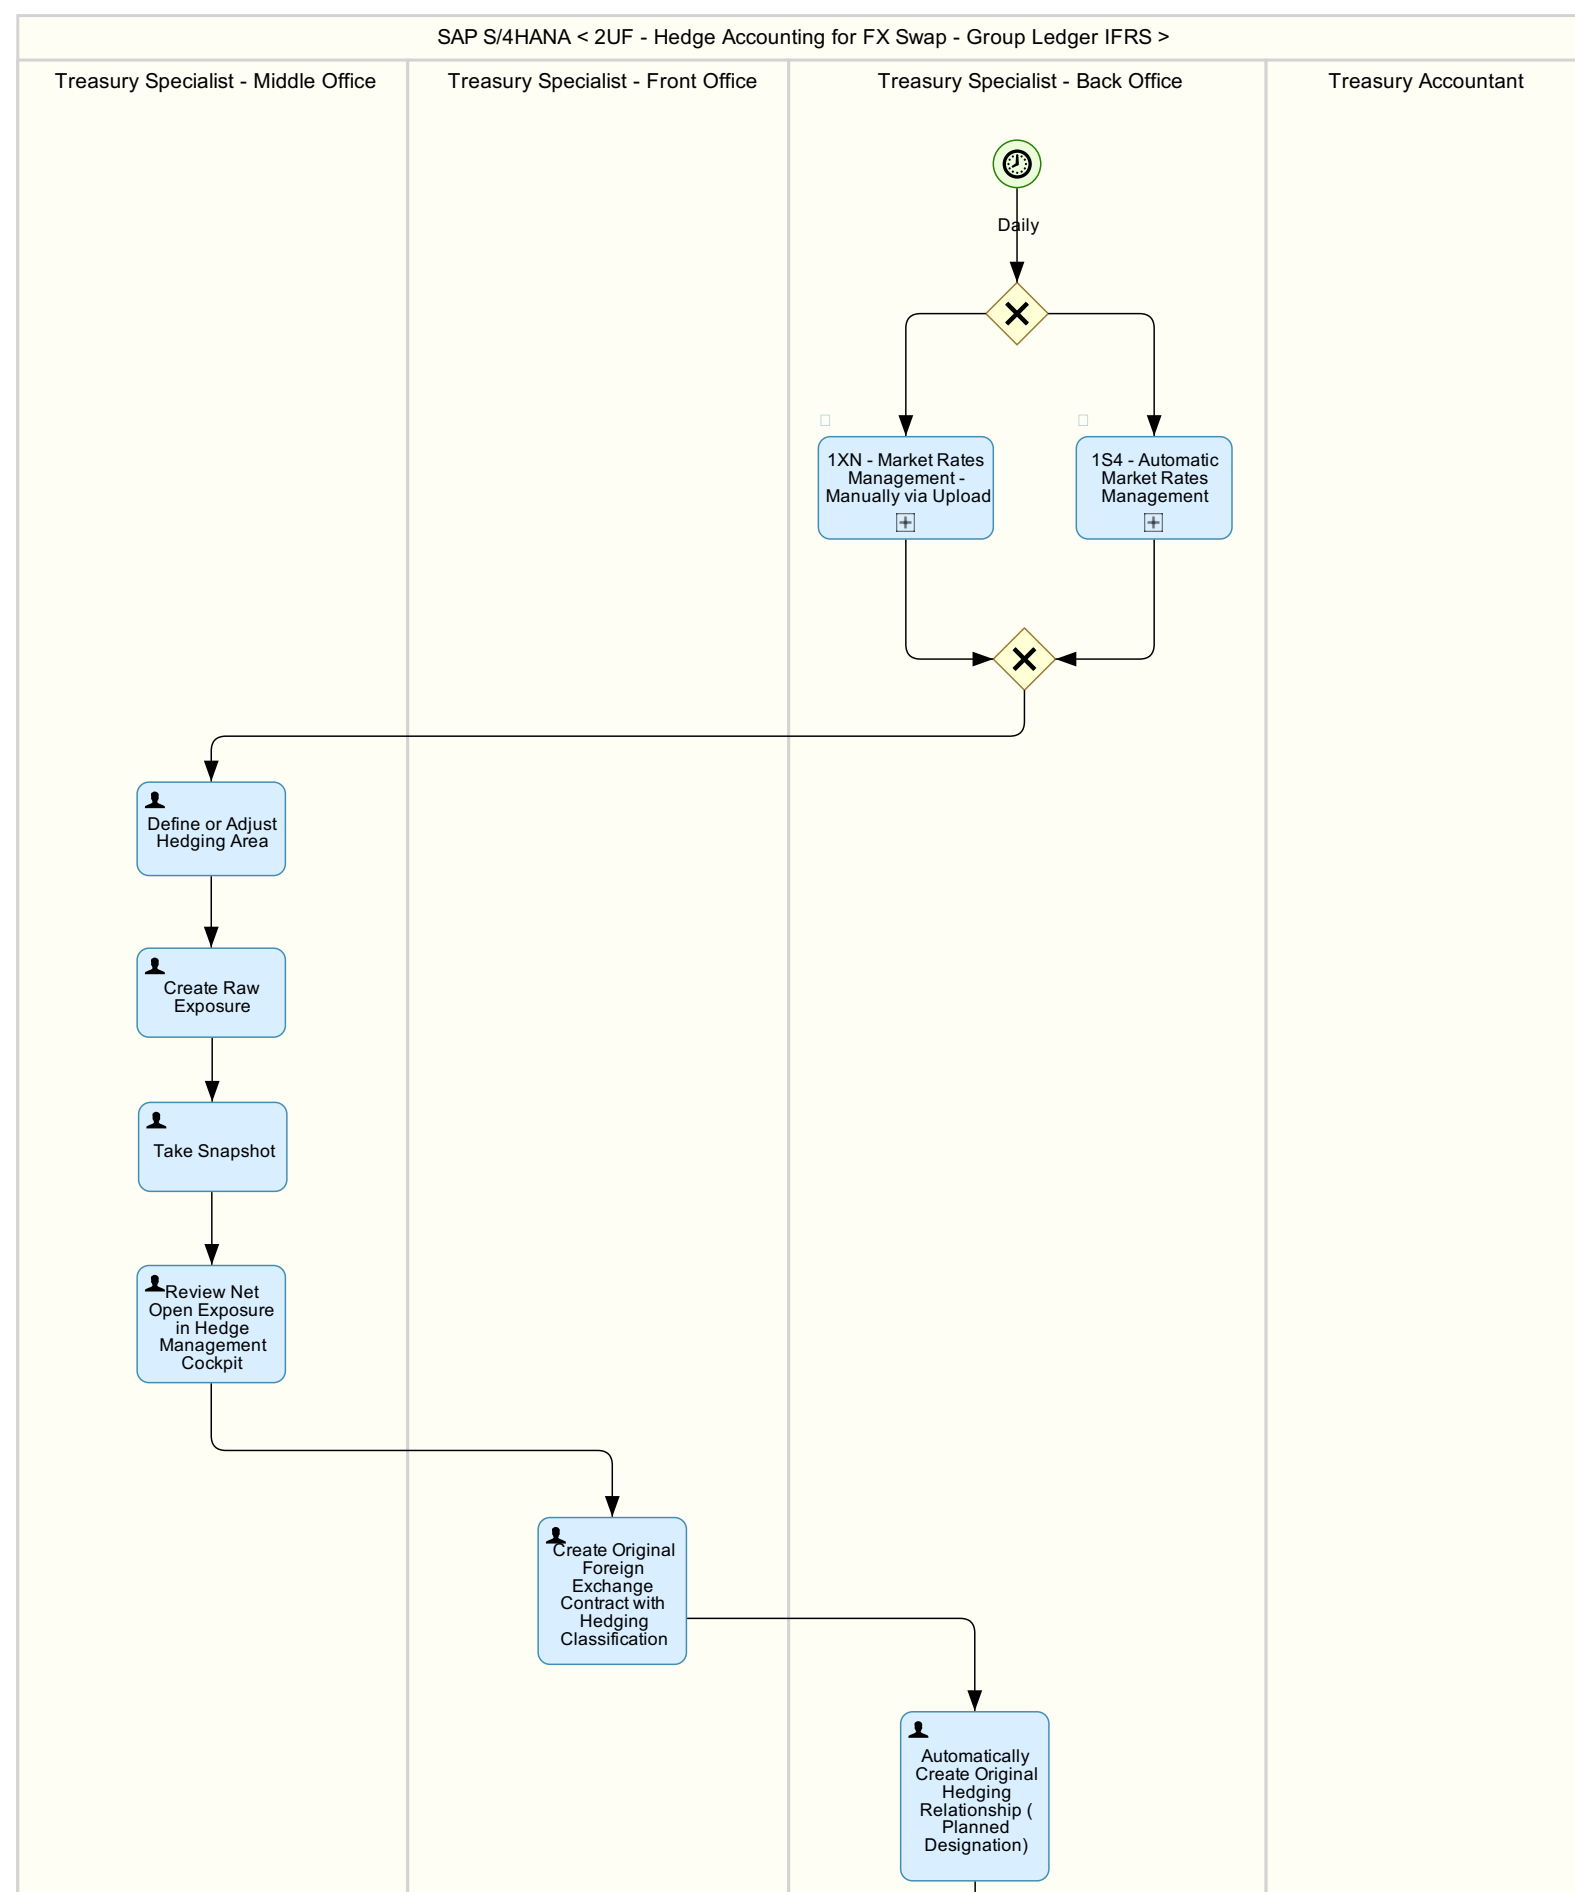 SAP S/4HANA < 2UF - Hedge Accounting for FX Swap - Group Ledger IFRS >
Treasury Specialist - Middle Office
Treasury Specialist - Front Office
Treasury Specialist - Back Office
Treasury Accountant
Daily
1XN - Market Rates
Management -
Manually via Upload
1S4 - Automatic
Market Rates
Management
Define or Adjust
Hedging Area
Create Raw
Exposure
Take Snapshot
Review Net
Open Exposure
in Hedge
Management
Cockpit
Create Original
Foreign
Exchange
Contract with
Hedging
Classification
Automatically
Create Original
Hedging
Relationship (
Planned
Designation)